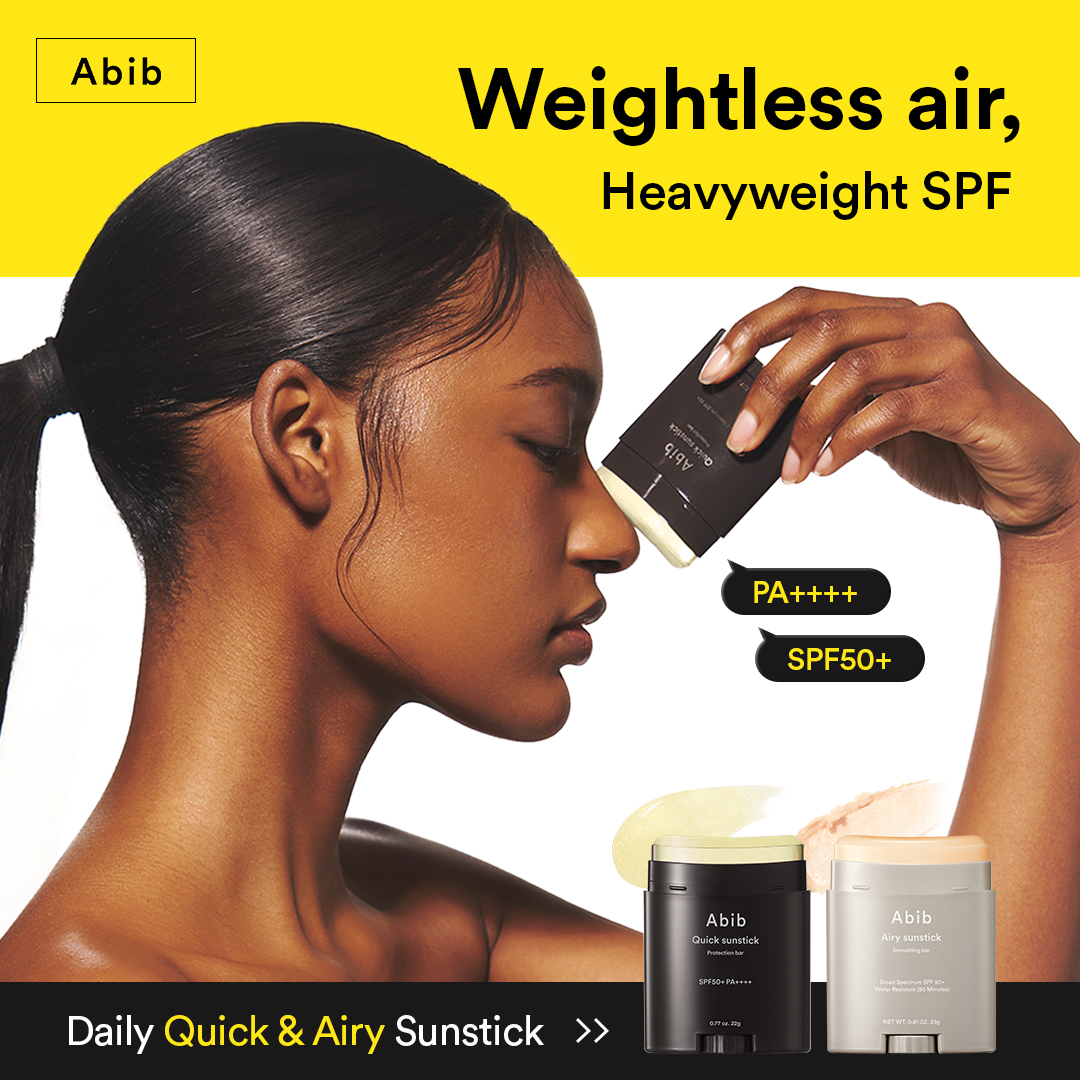 Abib
Weightless air,
Heavyweight SPF
Abib
Quick sunstick
Protection bar
PA++++
SPF50+
Abib
Quick sunstick
Protection bar
SPF50+ PA++++
0.77 oz. 22g
Abib
Airy sunstick
Smoothing bar
Broad Spectrum SPF 50+
Water Resistant (80 Minutes)
NET WT. 0.81 OZ. 23g
Daily Quick & Airy Sunstick >>